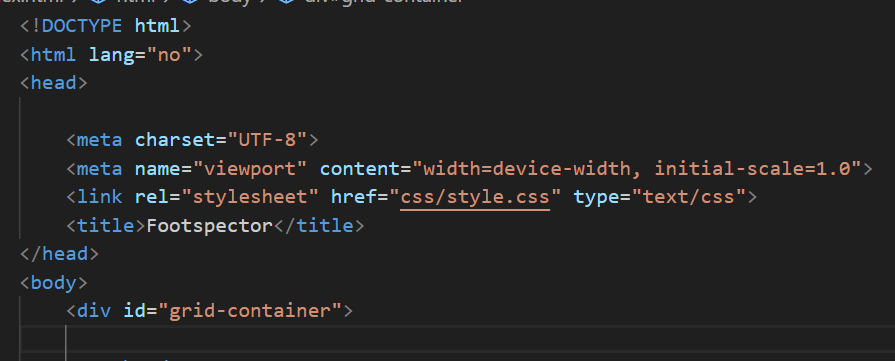 html > body > div#grid-container
<!DOCTYPE html>
<html lang="no">
<head>
<meta charset="UTF-8">
<meta name="viewport" content="width=device-width, initial-scale=1.0">
<link rel="stylesheet" href="css/style.css" type="text/css">
<title>Footspector</title>
</head>
<body>
<div id="grid-container">